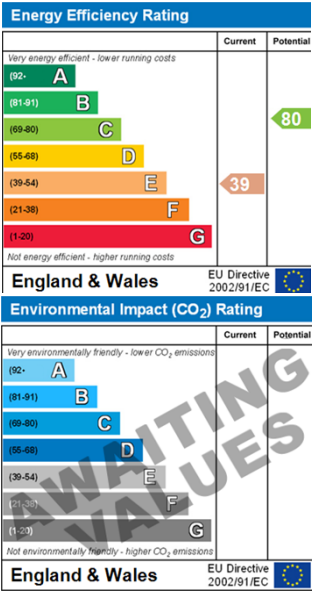 Energy Efficiency Rating
Current Potential
Very energy efficient - lower running costs
(92- A
(81-91) B
(69-80) C
(55-68) D
(39-54) E
(21-38) F
(1-20) G
80
39
Not energy efficient - higher running costs
England & Wales
EU Directive
2002/91/EC
Environmental Impact (CO2) Rating
Current Potential
Very environmentally friendly - lower CO2 emissions
(92- A
(81-91) B
(69-80) C
(55-68) D
(39-54) E
(21-38) F
(1-20) G
AWAITING
VALUES
Not environmentally friendly - higher CO2 emissions
England & Wales
EU Directive
2002/91/EC